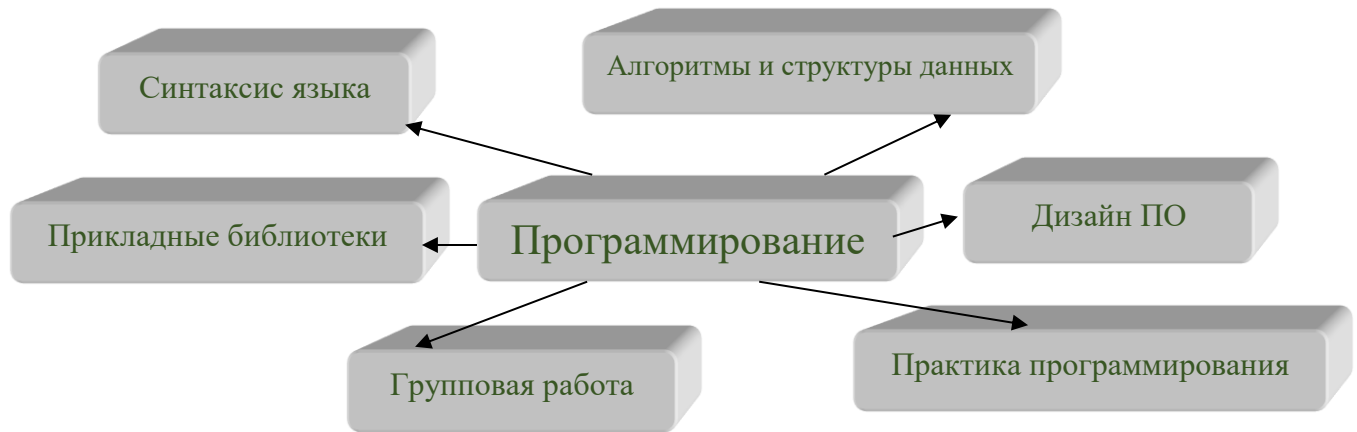 Синтаксис языка
Алгоритмы и структуры данных
Прикладные библиотеки
Программирование
Дизайн ПО
Групповая работа
Практика программирования